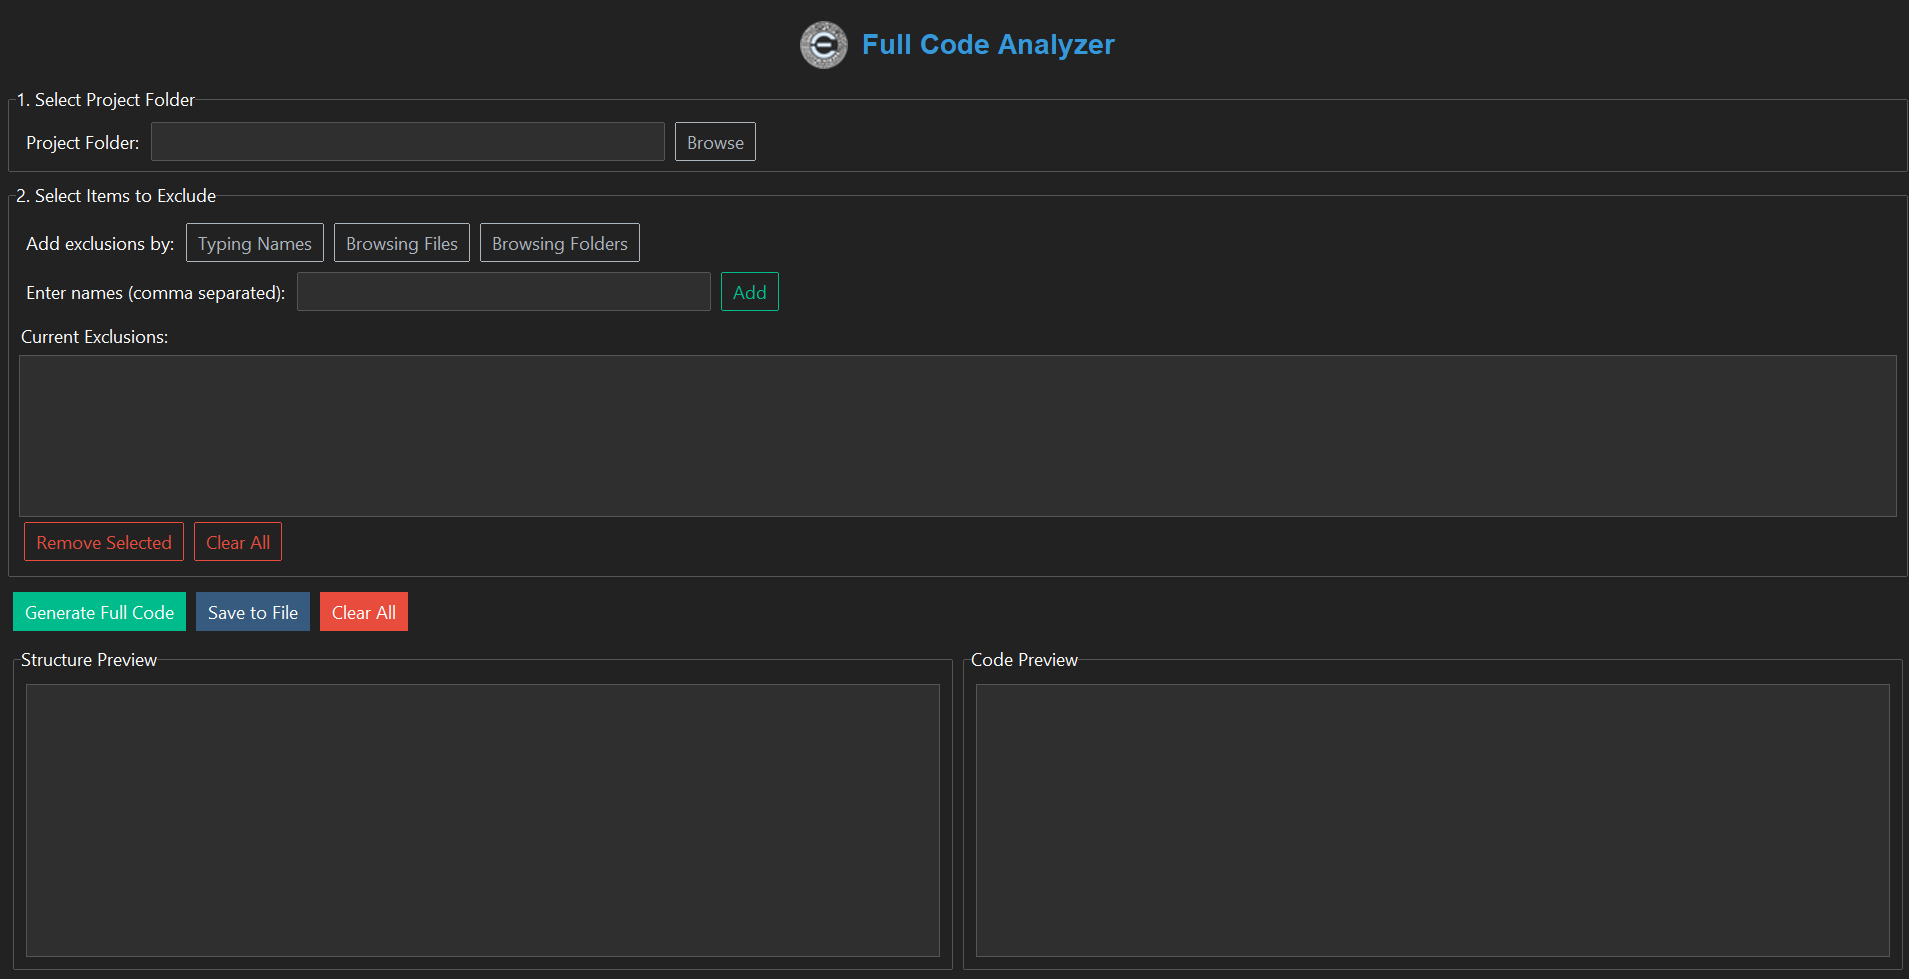 Full Code Analyzer
1. Select Project Folder
Project Folder: Browse
2. Select Items to Exclude
Add exclusions by: Typing Names Browsing Files Browsing Folders
Enter names (comma separated): Add
Current Exclusions:
Remove Selected Clear All
Generate Full Code Save to File Clear All
Structure Preview Code Preview